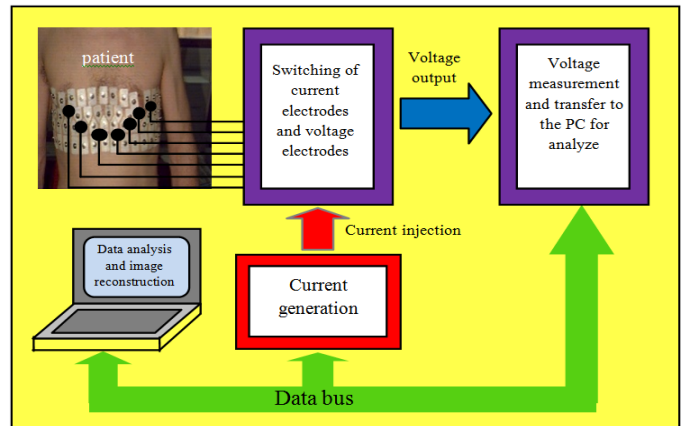 patient
Switching of
current
electrodes
and voltage
electrodes
Voltage
output
Voltage
measurement
and transfer to
the PC for
analyze
Current injection
Data analysis
and image
reconstruction
Current
generation
Data bus